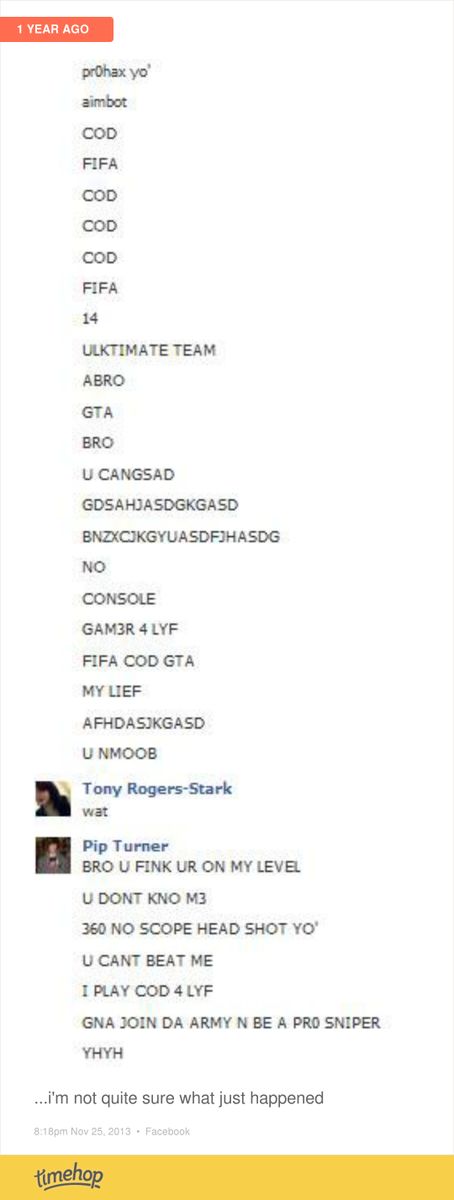 1 YEAR AGO
pr0hax yo'
aimbot
COD
FIFA
COD
COD
COD
FIFA
14
ULKTIMATE TEAM
ABRO
GTA
BRO
U CANGSAD
GDSAHJASDGKGASD
BNZXCJKGYUASDFJHASDG
NO
CONSOLE
GAM3R 4 LYF
FIFA COD GTA
MY LIEF
AFHDASJKGASD
U NMOOB
Tony Rogers-Stark
wat
Pip Turner
BRO U FINK UR ON MY LEVEL
U DONT KNO M3
360 NO SCOPE HEAD SHOT YO'
U CANT BEAT ME
I PLAY COD 4 LYF
GNA JOIN DA ARMY N BE A PR0 SNIPER
YHYH
...i'm not quite sure what just happened
8:18pm Nov 25, 2013 • Facebook
timehop